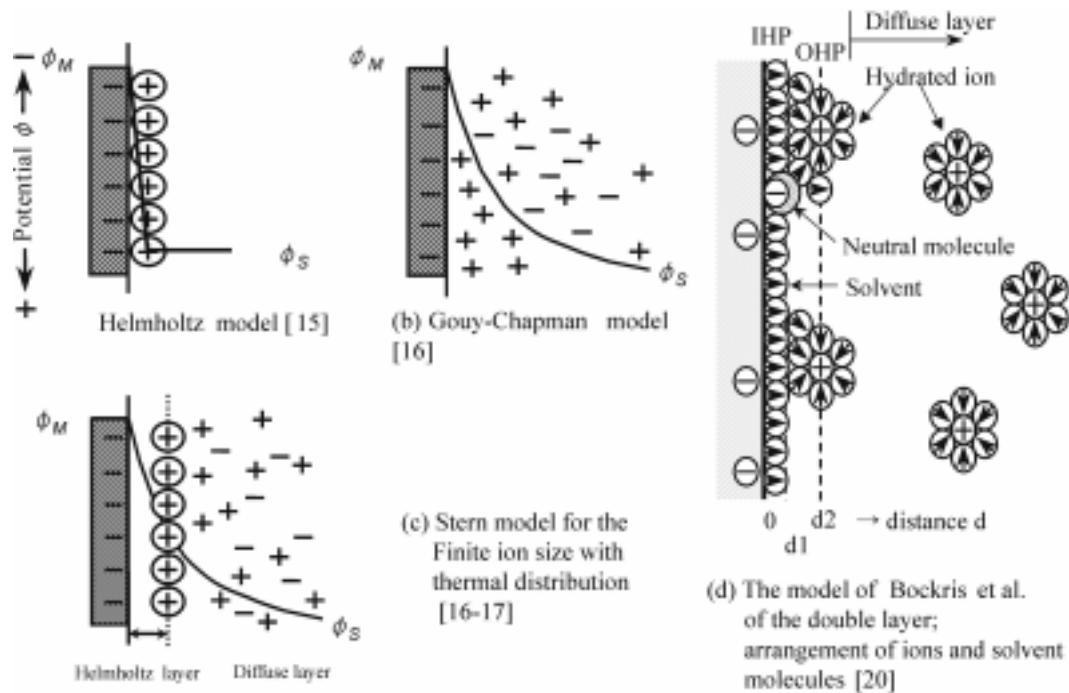 − ϕM
Potential ϕ
+
ϕS
Helmholtz model [15]
ϕM
ϕS
(b) Gouy-Chapman model
[16]
ϕM
ϕS
Helmholtz layer
Diffuse layer
(c) Stern model for the
Finite ion size with
thermal distribution
[16-17]
Diffuse layer
IHP
OHP
Hydrated ion
Neutral molecule
Solvent
0 d2 → distance d
d1
(d) The model of Bockris et al.
of the double layer;
arrangement of ions and solvent
molecules [20]